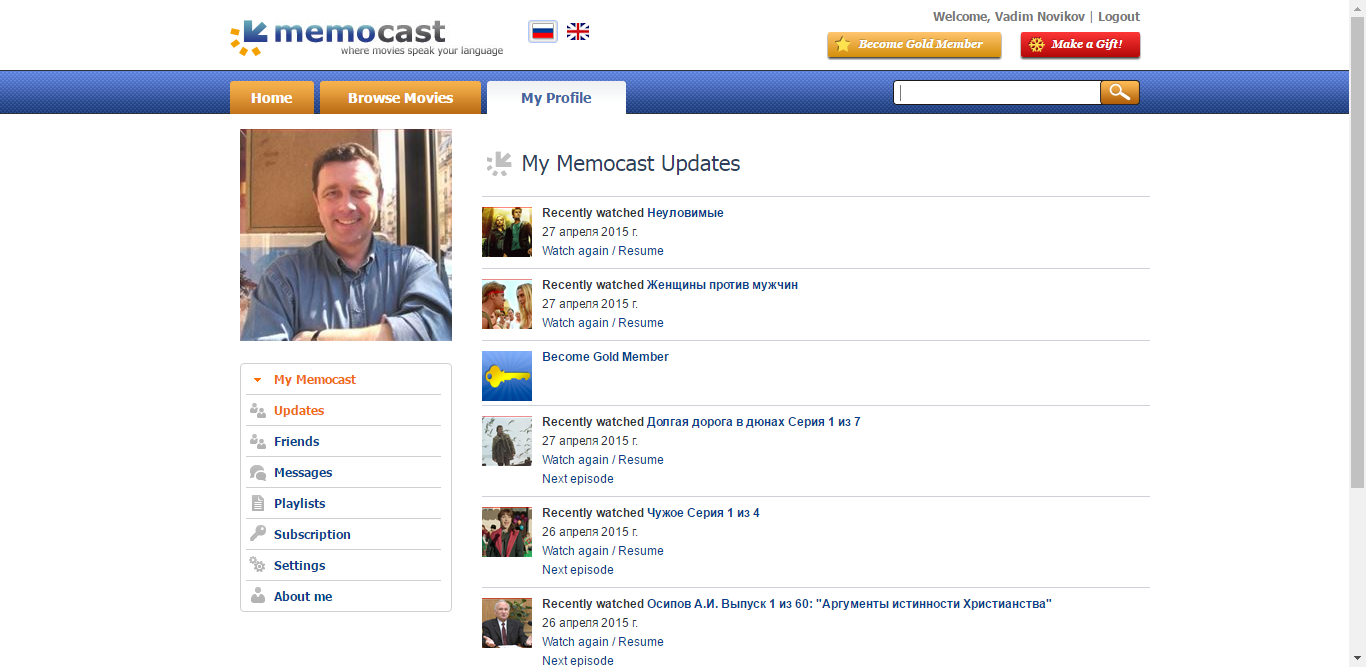 memocast
where movies speak your language
Welcome, Vadim Novikov | Logout
Become Gold Member
Make a Gift!
Home
Browse Movies
My Profile
My Memocast
Updates
Friends
Messages
Playlists
Subscription
Settings
About me
My Memocast Updates
Recently watched Неуловимые
27 апреля 2015 г.
Watch again / Resume
Recently watched Женщины против мужчин
27 апреля 2015 г.
Watch again / Resume
Become Gold Member
Recently watched Долгая дорога в дюнах Серия 1 из 7
27 апреля 2015 г.
Watch again / Resume
Next episode
Recently watched Чужое Серия 1 из 4
26 апреля 2015 г.
Watch again / Resume
Next episode
Recently watched Осипов А.И. Выпуск 1 из 60: "Аргументы истинности Христианства"
26 апреля 2015 г.
Watch again / Resume
Next episode